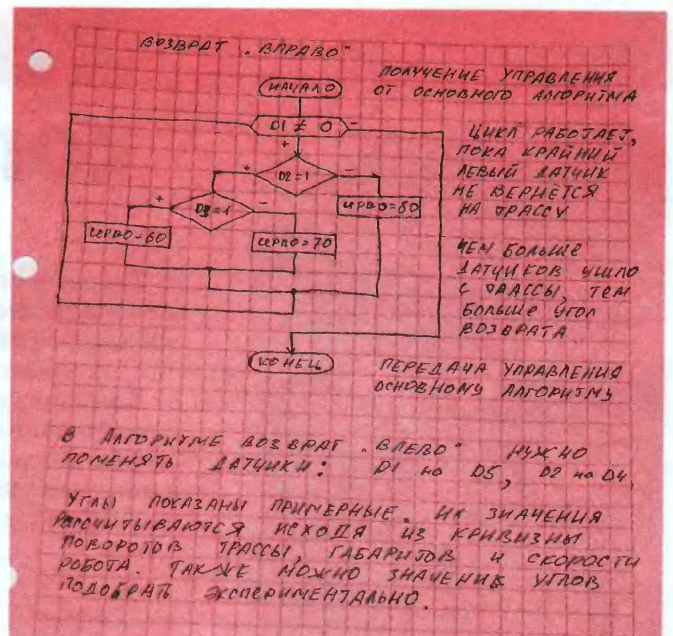 ВОЗВРАТ „ВПРАВО"
ПОЛУЧЕНИЕ УПРАВЛЕНИЯ
ОТ ОСНОВНОГО АЛГОРИТМА
НАЧАЛО
D1 ≠ 0
+
-
ЦИКЛ РАБОТАЕТ,
ПОКА КРАЙНИЙ
ЛЕВЫЙ ДАТЧИК
НЕ ВЕРНЁТСЯ
НА ТРАССУ
D2=1
+
-
D3=1
+
-
СЕРВО=80
СЕРВО=60
СЕРВО=70
ЧЕМ БОЛЬШЕ
ДАТЧИКОВ УШЛО
С ТРАССЫ, ТЕМ
БОЛЬШЕ УГОЛ
ВОЗВРАТА
КОНЕЦ
ПЕРЕДАЧА УПРАВЛЕНИЯ
ОСНОВНОМУ АЛГОРИТМУ
В АЛГОРИТМЕ ВОЗВРАТ „ВЛЕВО" НУЖНО
ПОМЕНЯТЬ ДАТЧИКИ: D1 на D5, D2 на D4.
УГЛЫ ПОКАЗАНЫ ПРИМЕРНЫЕ. ИХ ЗНАЧЕНИЯ
РАССЧИТЫВАЮТСЯ ИСХОДЯ ИЗ КРИВИЗНЫ
ПОВОРОТОВ ТРАССЫ, ГАБАРИТОВ И СКОРОСТИ
РОБОТА. ТАКЖЕ МОЖНО ЗНАЧЕНИЕ УГЛОВ
ПОДОБРАТЬ ЭКСПЕРИМЕНТАЛЬНО.